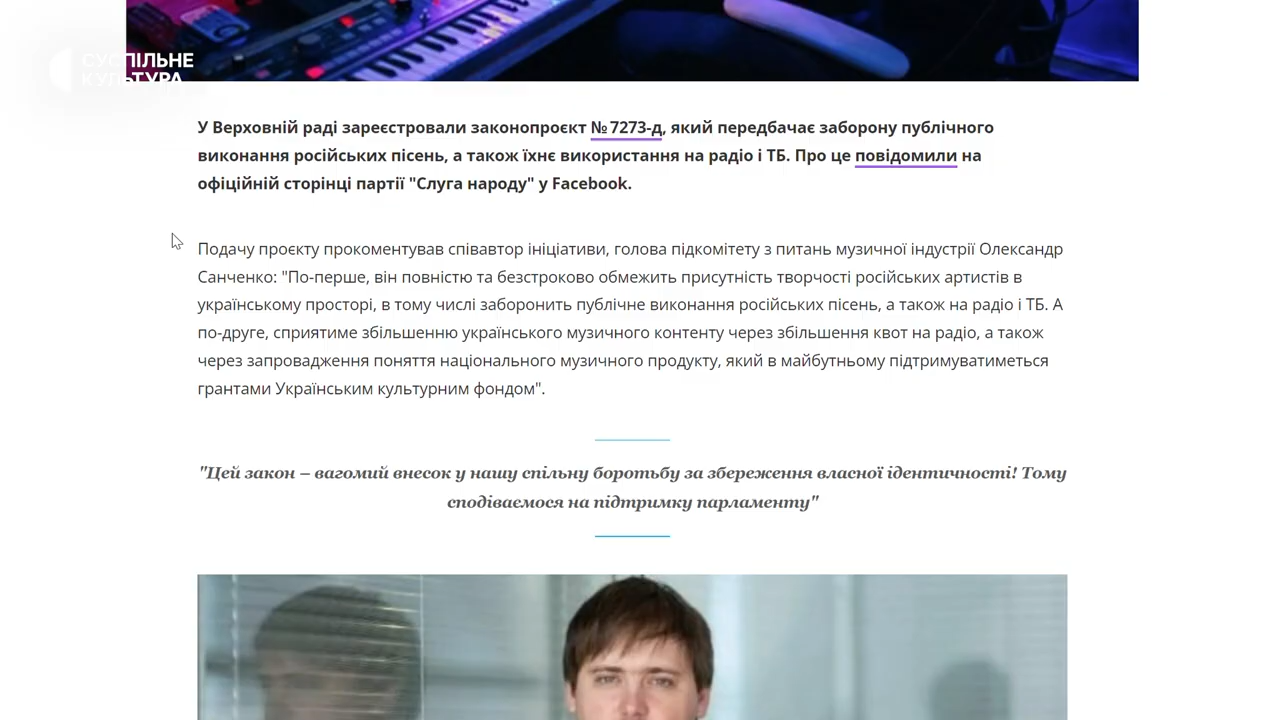 СУСПІЛЬНЕ
КУЛЬТУРА
У Верховній раді зареєстрували законопроєкт №7273-д, який передбачає заборону публічного
виконання російських пісень, а також їхнє використання на радіо і ТБ. Про це повідомили на
офіційній сторінці партії "Слуга народу" у Facebook.
Подачу проєкту прокоментував співавтор ініціативи, голова підкомітету з питань музичної індустрії Олександр
Санченко: "По-перше, він повністю та безстроково обмежить присутність творчості російських артистів в
українському просторі, в тому числі заборонить публічне виконання російських пісень, а також на радіо і ТБ. А
по-друге, сприятиме збільшенню українського музичного контенту через збільшення квот на радіо, а також
через запровадження поняття національного музичного продукту, який в майбутньому підтримуватиметься
грантами Українським культурним фондом".
"Цей закон – вагомий внесок у нашу спільну боротьбу за збереження власної ідентичності! Тому
сподіваємося на підтримку парламенту"